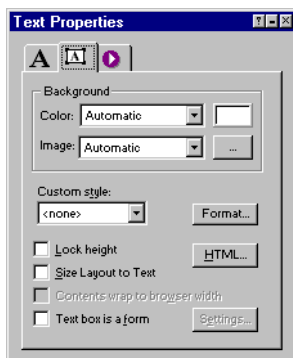 Text Properties
A
A
Background
Color: Automatic
Image: Automatic ...
Custom style:
<none> Format...
Lock height HTML...
Size Layout to Text
Contents wrap to browser width
Text box is a form Settings...